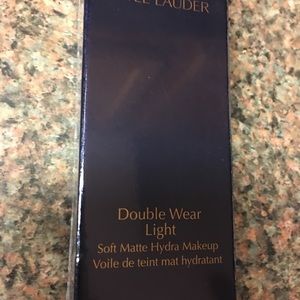 LAUDER
Double Wear
Light
Soft Matte Hydra Makeup
Voile de teint mat hydratant